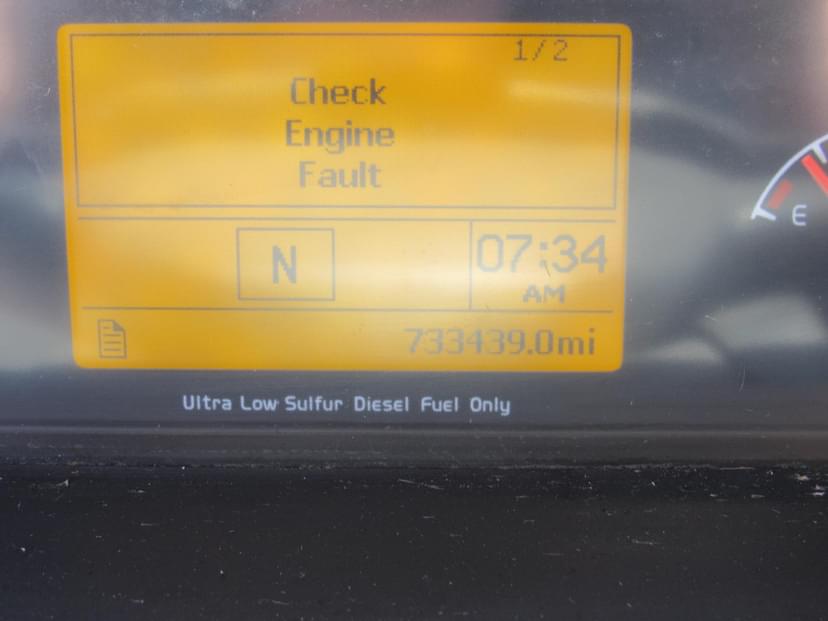 1/2
Check
Engine
Fault
N
07:34
AM
733439.0mi
E
Ultra Low Sulfur Diesel Fuel Only